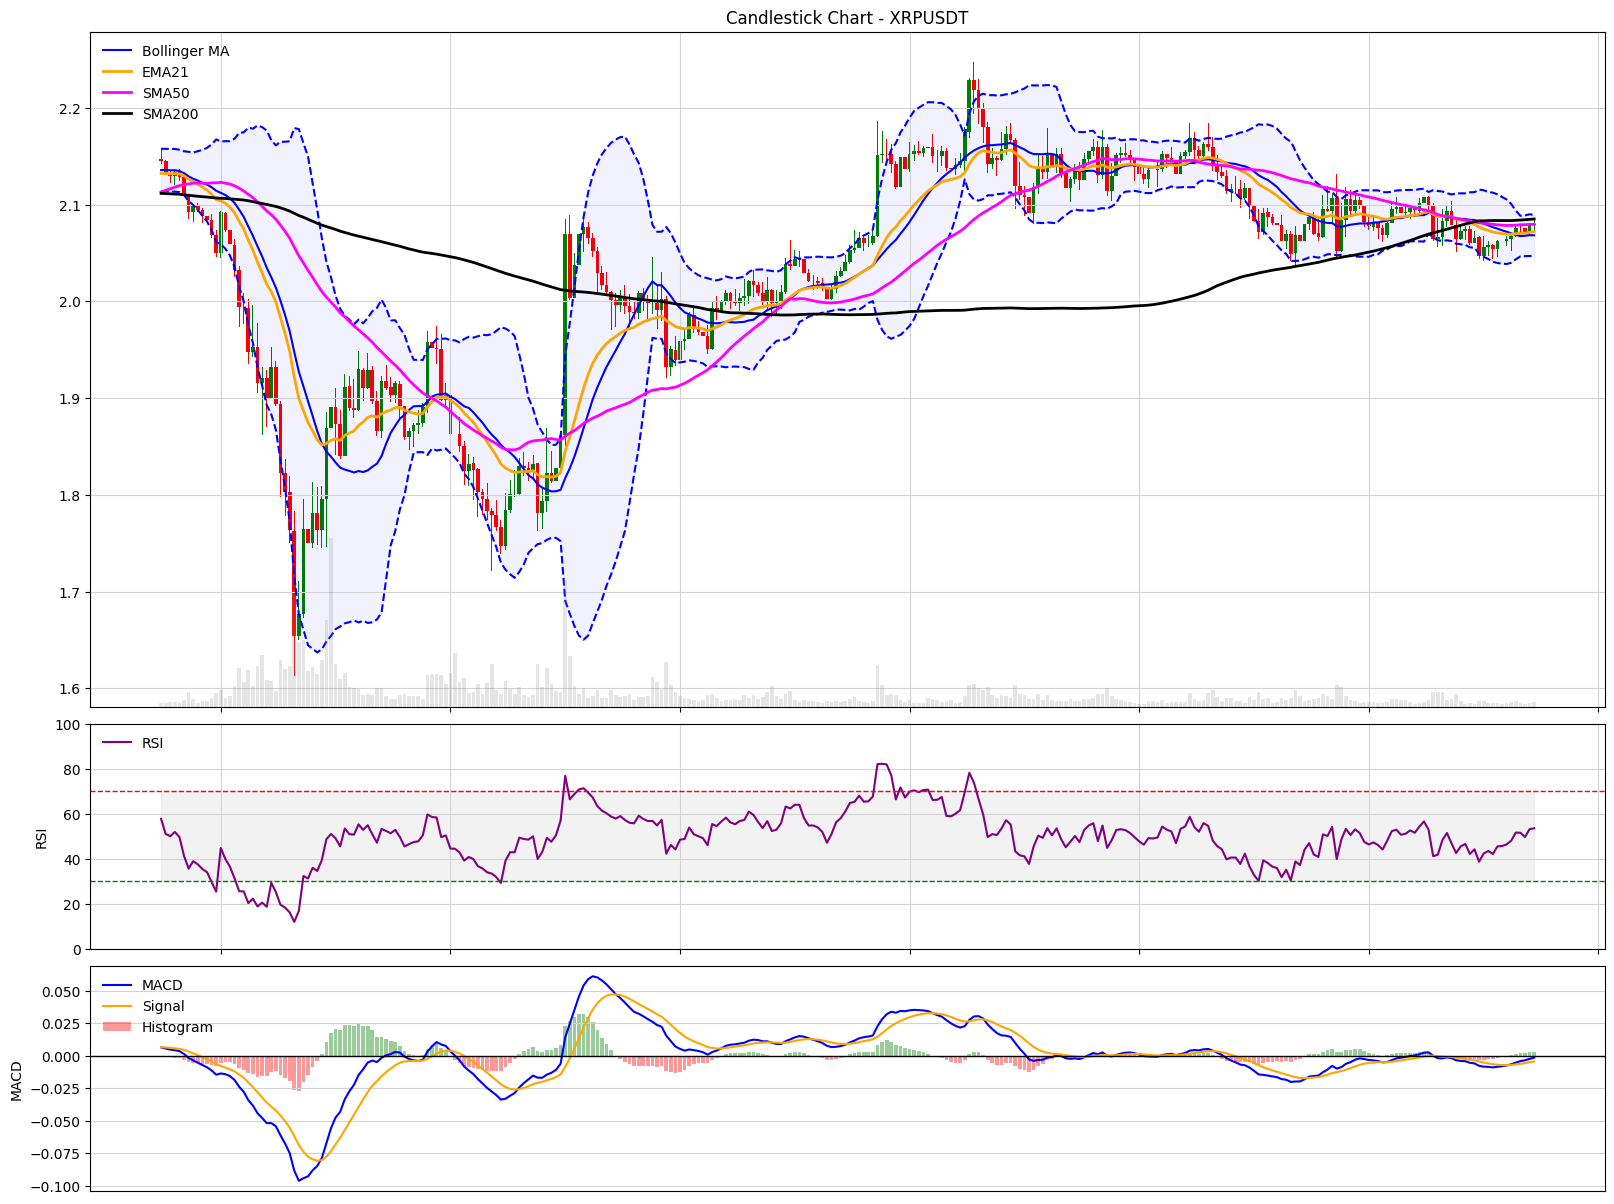 Candlestick Chart - XRPUSDT
Bollinger MA
EMA21
SMA50
SMA200
2.2
2.1
2.0
1.9
1.8
1.7
1.6
100
80
60
40
20
0
RSI
RSI
0.050
0.025
0.000
−0.025
−0.050
−0.075
−0.100
MACD
MACD
Signal
Histogram